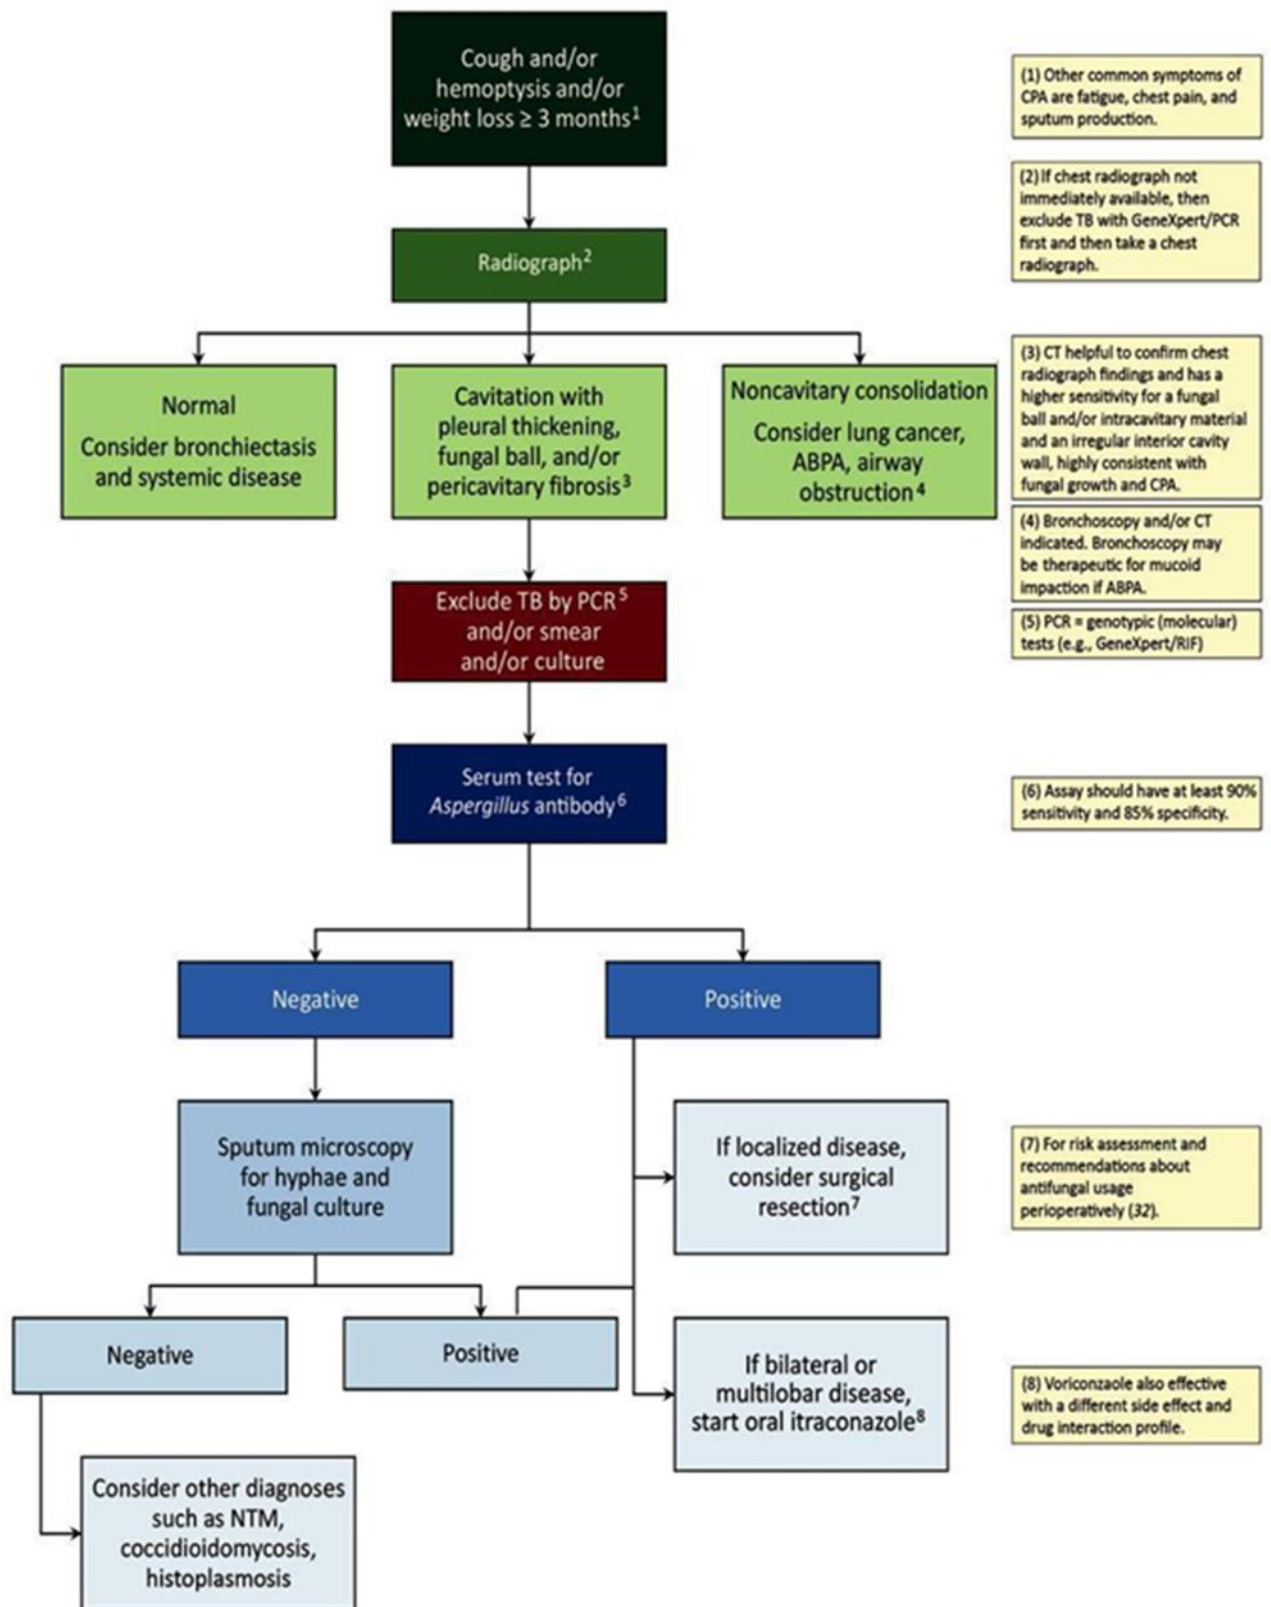 Cough and/or
hemoptysis and/or
weight loss ≥ 3 months¹
(1) Other common symptoms of
CPA are fatigue, chest pain, and
sputum production.
(2) If chest radiograph not
immediately available, then
exclude TB with GeneXpert/PCR
first and then take a chest
radiograph.
Radiograph²
Normal
Consider bronchiectasis
and systemic disease
Cavitation with
pleural thickening,
fungal ball, and/or
pericavitary fibrosis³
Noncavitary consolidation
Consider lung cancer,
ABPA, airway
obstruction⁴
(3) CT helpful to confirm chest
radiograph findings and has a
higher sensitivity for a fungal
ball and/or intracavitary material
and an irregular interior cavity
wall, highly consistent with
fungal growth and CPA.
(4) Bronchoscopy and/or CT
indicated. Bronchoscopy may
be therapeutic for mucoid
impaction if ABPA.
Exclude TB by PCR⁵
and/or smear
and/or culture
(5) PCR = genotypic (molecular)
tests (e.g., GeneXpert/RIF)
Serum test for
Aspergillus antibody⁶
(6) Assay should have at least 90%
sensitivity and 85% specificity.
Negative
Positive
Sputum microscopy
for hyphae and
fungal culture
If localized disease,
consider surgical
resection⁷
(7) For risk assessment and
recommendations about
antifungal usage
perioperatively (32).
Negative
Positive
If bilateral or
multilobar disease,
start oral itraconazole⁸
(8) Voriconzaole also effective
with a different side effect and
drug interaction profile.
Consider other diagnoses
such as NTM,
coccidioidomycosis,
histoplasmosis